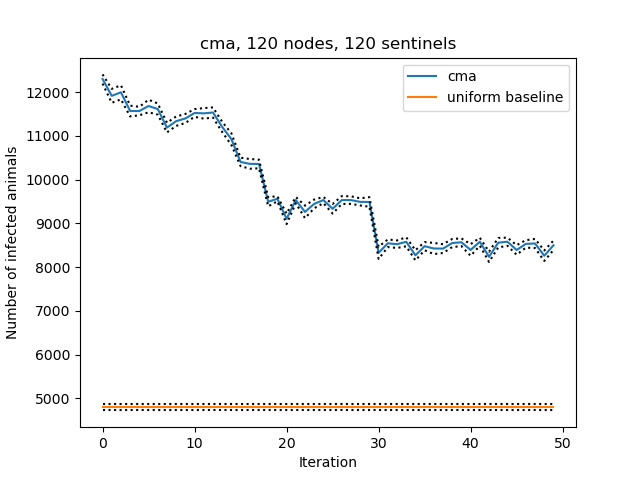 cma, 120 nodes, 120 sentinels
cma
uniform baseline
Number of infected animals
12000
11000
10000
9000
8000
7000
6000
5000
0 10 20 30 40 50
Iteration